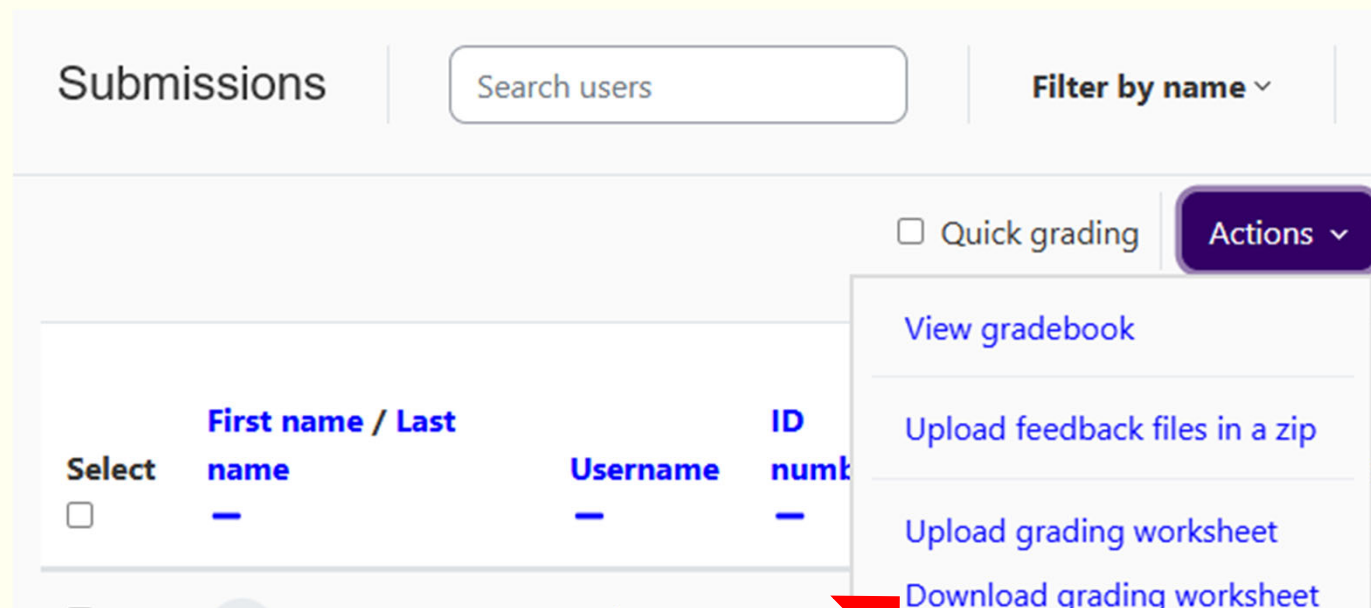 Submissions
Search users
Filter by name
Quick grading
Actions
View gradebook
Upload feedback files in a zip
Upload grading worksheet
Download grading worksheet
Select
First name / Last
name
Username
ID
numb